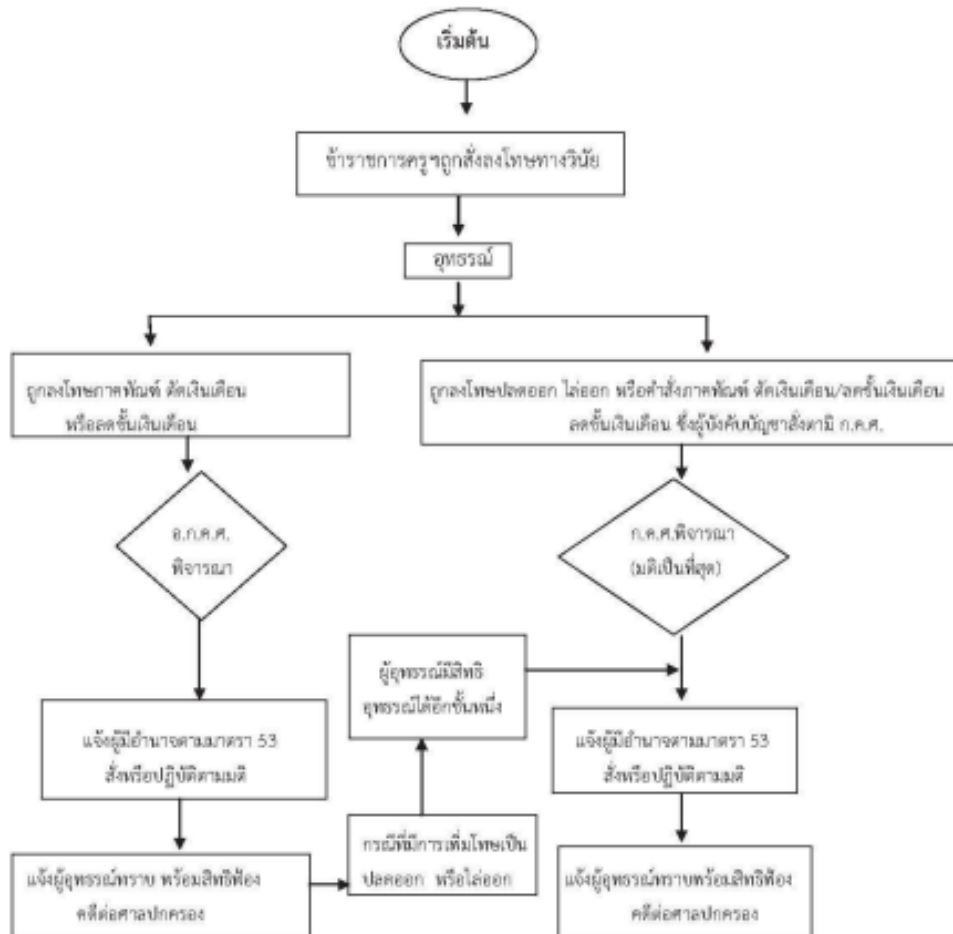 เริ่มต้น
ข้าราชการครูฯถูกสั่งลงโทษทางวินัย
อุทธรณ์
ถูกลงโทษภาคทัณฑ์ ตัดเงินเดือน
หรือลดขั้นเงินเดือน
ถูกลงโทษปลดออก ไล่ออก หรือคำสั่งภาคทัณฑ์ ตัดเงินเดือน/ลดขั้นเงินเดือน
ลดขั้นเงินเดือน ซึ่งผู้บังคับบัญชาสั่งตามมิ ก.ค.ศ.
อ.ก.ค.ศ.
พิจารณา
ก.ค.ศ.พิจารณา
(มติเป็นที่สุด)
ผู้อุทธรณ์มีสิทธิ
อุทธรณ์ได้อีกชั้นหนึ่ง
แจ้งผู้มีอำนาจตามมาตรา 53
สั่งหรือปฏิบัติตามมติ
แจ้งผู้มีอำนาจตามมาตรา 53
สั่งหรือปฏิบัติตามมติ
กรณีที่มีการเพิ่มโทษเป็น
ปลดออก หรือไล่ออก
แจ้งผู้อุทธรณ์ทราบ พร้อมสิทธิฟ้อง
คดีต่อศาลปกครอง
แจ้งผู้อุทธรณ์ทราบพร้อมสิทธิฟ้อง
คดีต่อศาลปกครอง